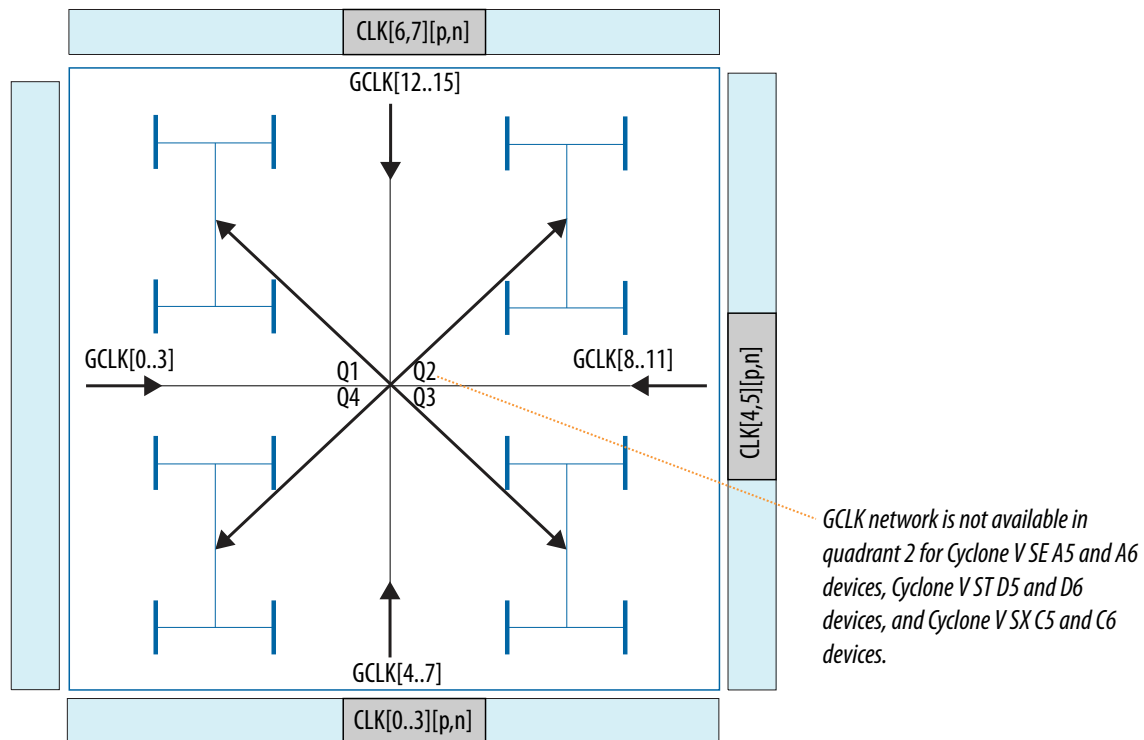 CLK[6,7][p,n]
GCLK[12..15]
GCLK[0..3]
Q1
Q2
GCLK[8..11]
Q4
Q3
CLK[4,5][p,n]
GCLK network is not available in
quadrant 2 for Cyclone V SE A5 and A6
devices, Cyclone V ST D5 and D6
devices, and Cyclone V SX C5 and C6
devices.
GCLK[4..7]
CLK[0..3][p,n]